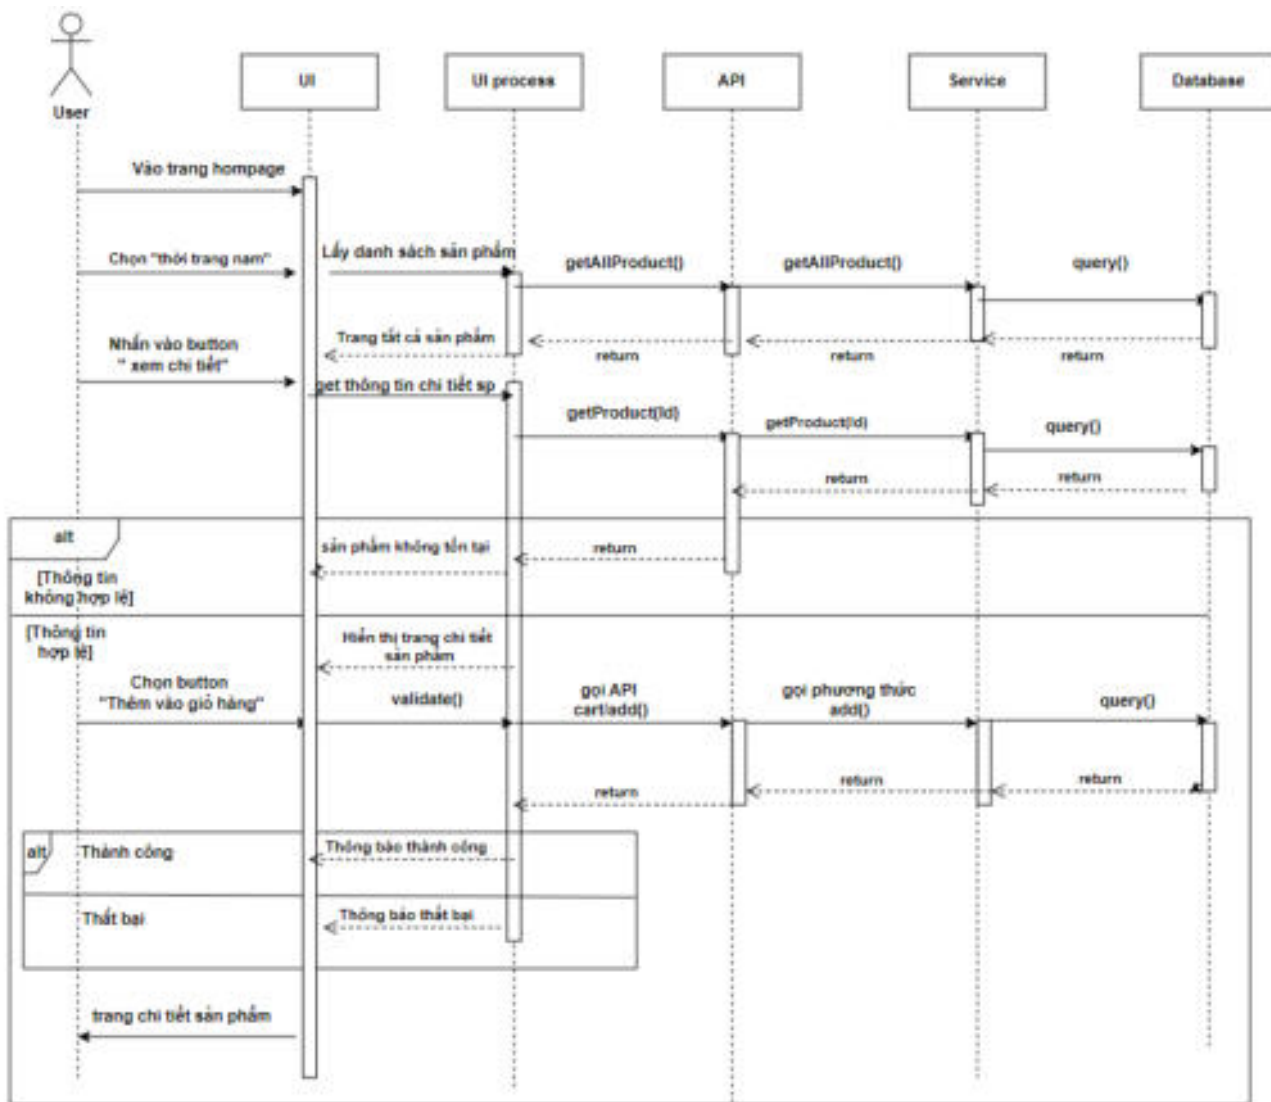 User
UI
UI process
API
Service
Database
Vào trang hompage
Chọn "thời trang nam"
Lấy danh sách sản phẩm
getAllProduct()
getAllProduct()
query()
Trang tất cả sản phẩm
return
return
return
Nhấn vào button
" xem chi tiết"
get thông tin chi tiết sp
getProduct(Id)
getProduct(Id)
query()
return
return
alt
sản phẩm không tồn tại
return
[Thông tin
không hợp lệ]
[Thông tin
hợp lệ]
Hiển thị trang chi tiết
sản phẩm
Chọn button
"Thêm vào giỏ hàng"
validate()
gọi API
cart/add()
gọi phương thức
add()
query()
return
return
return
alt
Thành công
Thông báo thành công
Thất bại
Thông báo thất bại
trang chi tiết sản phẩm